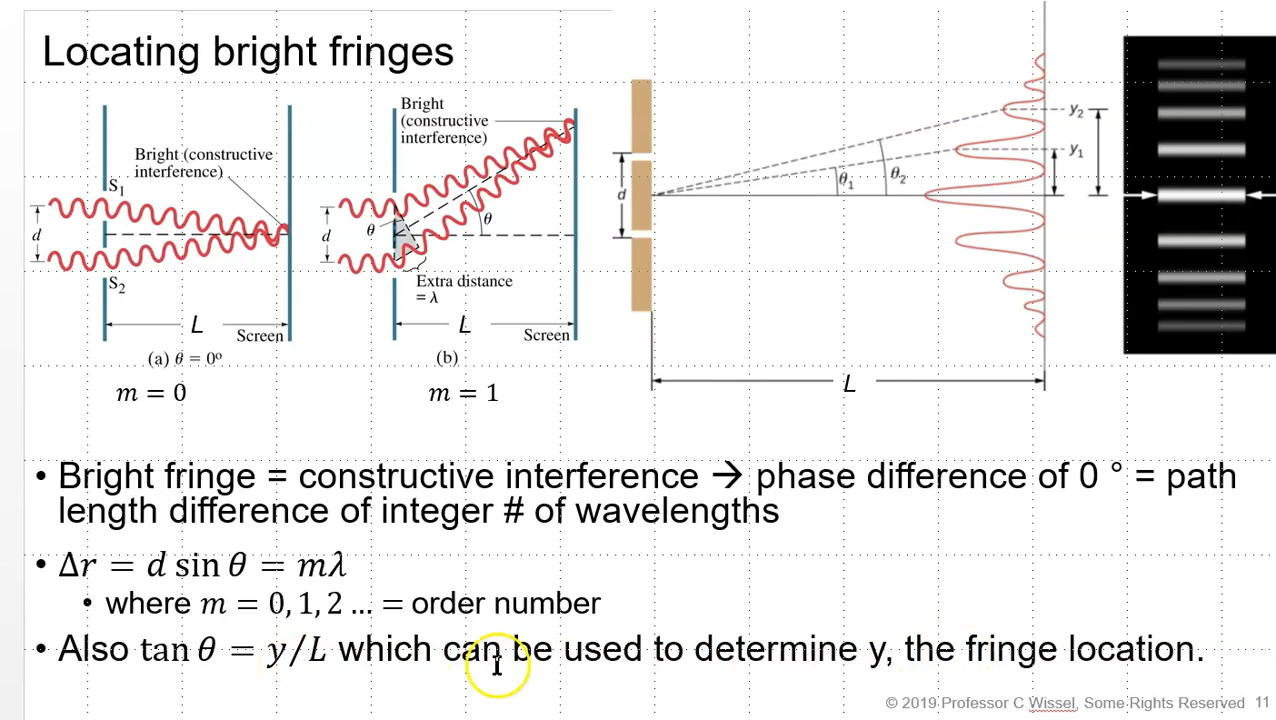 Locating bright fringes
Bright (constructive
interference)
S1
d
S2
L
Screen
(a) θ = 0º
m = 0
Bright
(constructive
interference)
d
θ
θ
Extra distance
= λ
L
Screen
(b)
m = 1
d
θ1
θ2
y2
y1
L
• Bright fringe = constructive interference → phase difference of 0 ° = path
length difference of integer # of wavelengths
• Δr = d sin θ = mλ
• where m = 0, 1, 2 ... = order number
• Also tan θ = y/L which can be used to determine y, the fringe location.
© 2019 Professor C Wissel, Some Rights Reserved 11